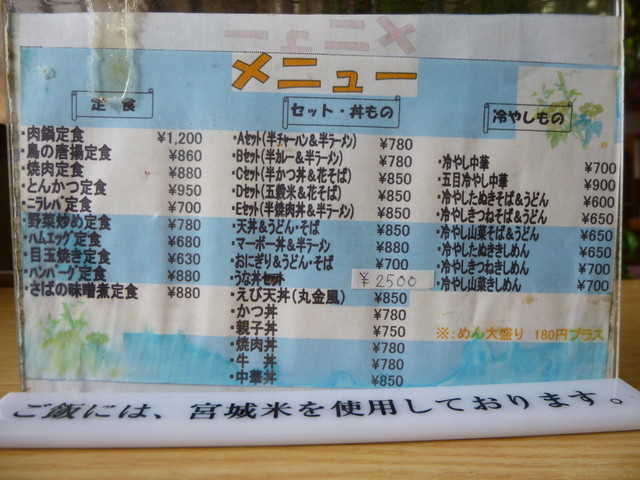 メニュー
定食
・肉鍋定食 ¥1,200
・鳥の唐揚定食 ¥860
・焼肉定食 ¥880
・とんかつ定食 ¥950
・ニラレバ定食 ¥700
・野菜炒め定食 ¥780
・ハムエッグ定食 ¥680
・目玉焼き定食 ¥630
・ハンバーグ定食 ¥880
・さばの味噌煮定食 ¥880
セット・丼もの
・Aセット(半チャーハン&半ラーメン) ¥780
・Bセット(半カレー&半ラーメン) ¥780
・Cセット(半かつ丼&花そば) ¥850
・Dセット(五穀米&花そば) ¥850
・Eセット(半焼肉丼&半ラーメン) ¥850
・天丼&うどん・そば ¥850
・マーボー丼&半ラーメン ¥880
・おにぎり&うどん・そば ¥700
・うな丼セット ¥2500
・えび天丼(丸金風) ¥850
・かつ丼 ¥780
・親子丼 ¥750
・焼肉丼 ¥780
・牛丼 ¥780
・中華丼 ¥850
冷やしもの
・冷やし中華 ¥700
・五目冷やし中華 ¥900
・冷やしたぬきそば&うどん ¥600
・冷やしきつねそば&うどん ¥650
・冷やし山菜そば&うどん ¥650
・冷やしたぬききしめん ¥650
・冷やしきつねきしめん ¥700
・冷やし山菜きしめん ¥700
※:めん大盛り 180円プラス
ご飯には、宮城米を使用しております。